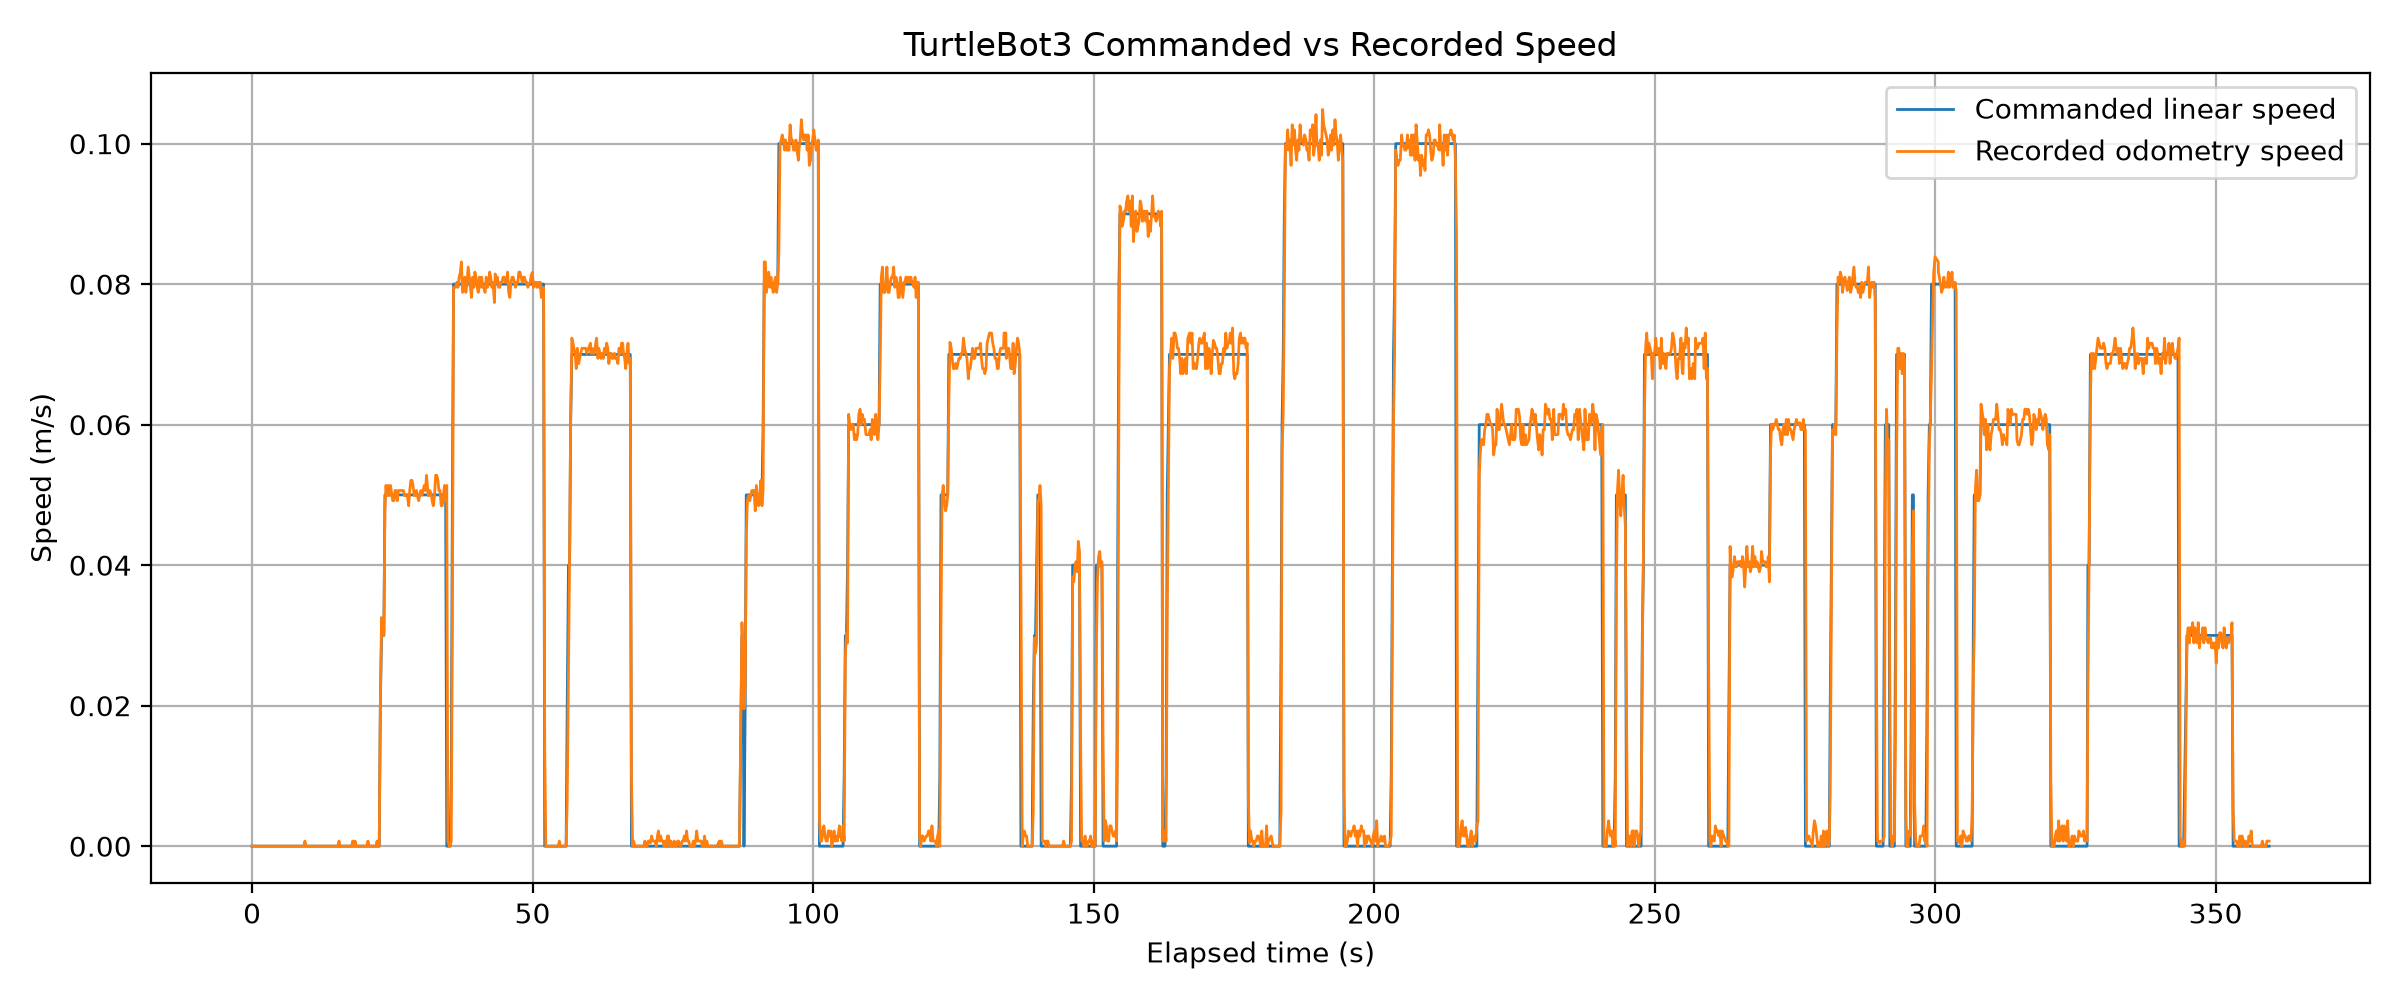 TurtleBot3 Commanded vs Recorded Speed
Commanded linear speed
Recorded odometry speed
Speed (m/s)
0.10
0.08
0.06
0.04
0.02
0.00
0 50 100 150 200 250 300 350
Elapsed time (s)